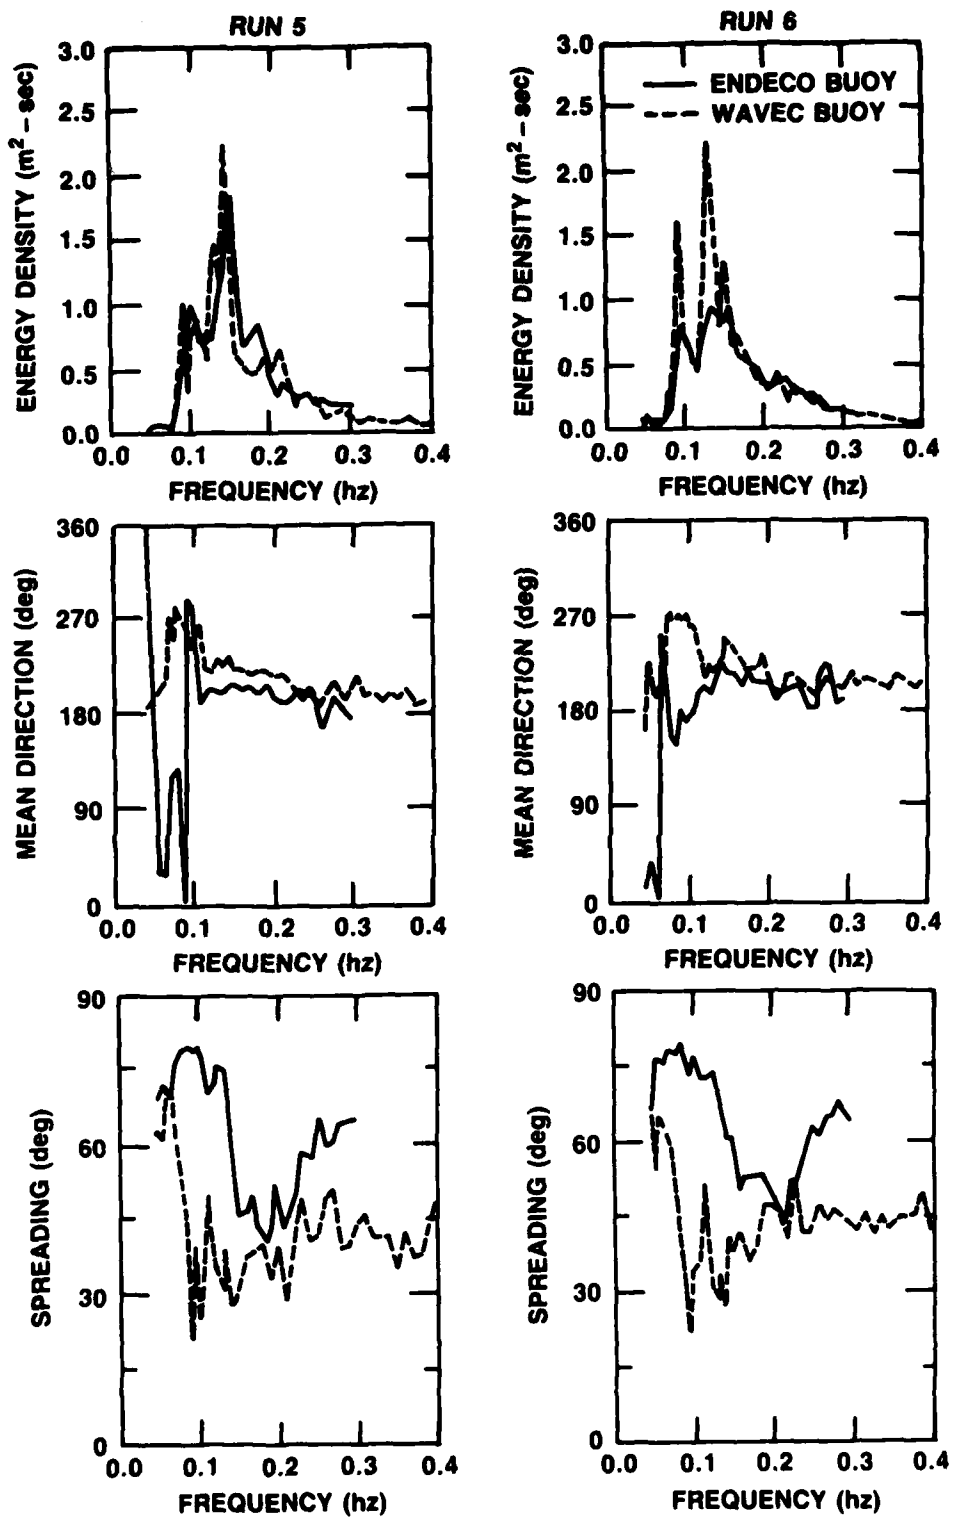 RUN 5
3.0
2.5
2.0
1.5
1.0
0.5
0.0
ENERGY DENSITY (m² – sec)
0.0 0.1 0.2 0.3 0.4
FREQUENCY (hz)
RUN 6
ENDECO BUOY
WAVEC BUOY
3.0
2.5
2.0
1.5
1.0
0.5
0.0
ENERGY DENSITY (m² – sec)
0.0 0.1 0.2 0.3 0.4
FREQUENCY (hz)
360
270
180
90
0
MEAN DIRECTION (deg)
0.0 0.1 0.2 0.3 0.4
FREQUENCY (hz)
360
270
180
90
0
MEAN DIRECTION (deg)
0.0 0.1 0.2 0.3 0.4
FREQUENCY (hz)
90
60
30
0
SPREADING (deg)
0.0 0.1 0.2 0.3 0.4
FREQUENCY (hz)
90
60
30
0
SPREADING (deg)
0.0 0.1 0.2 0.3 0.4
FREQUENCY (hz)